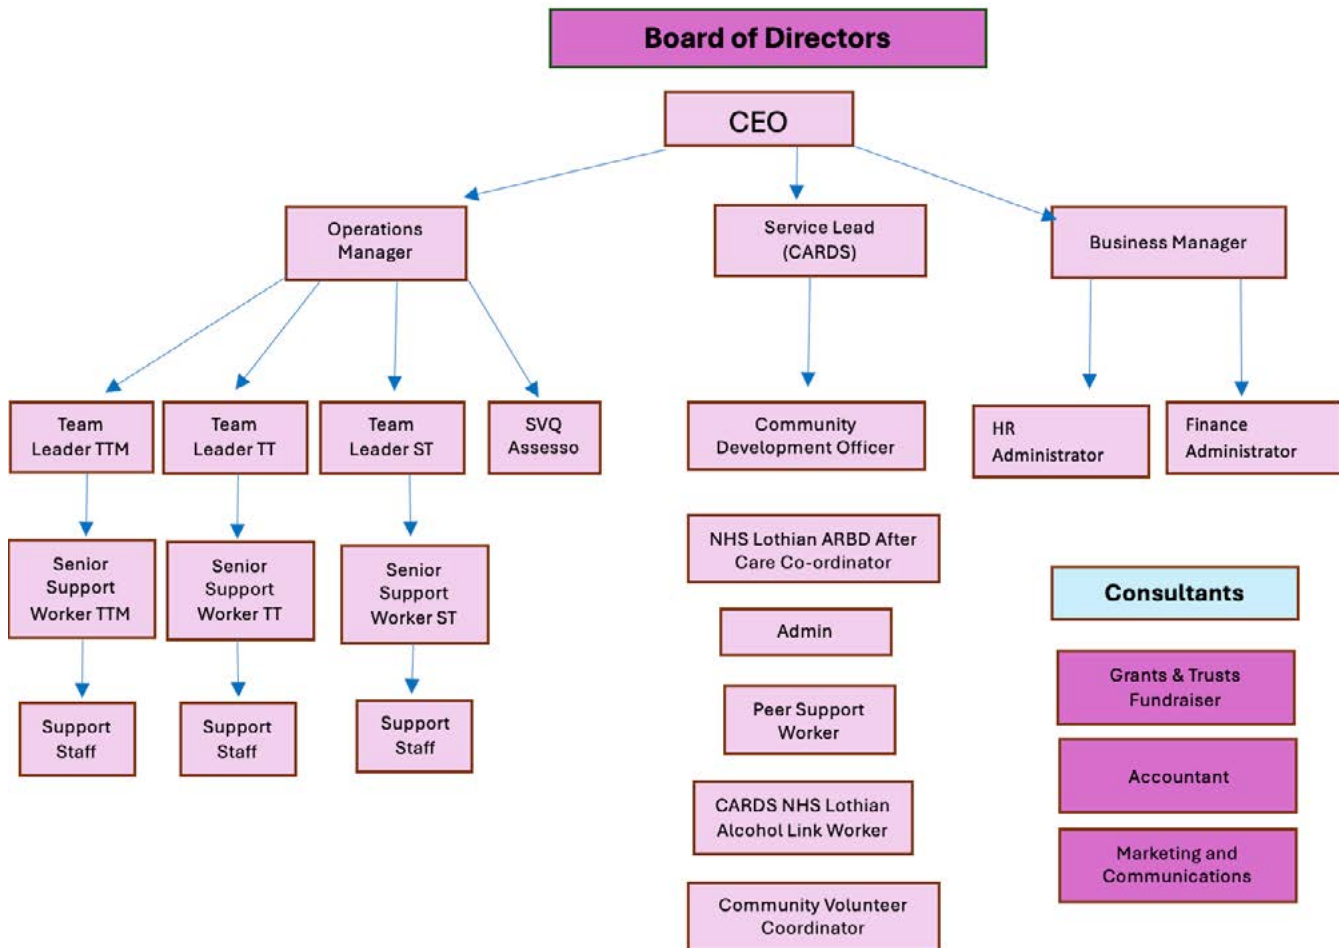 Board of Directors
CEO
Operations
Manager
Service Lead
(CARDS)
Business Manager
Team
Leader TTM
Team
Leader TT
Team
Leader ST
SVQ
Assesso
Community
Development Officer
HR
Administrator
Finance
Administrator
Senior
Support
Worker TTM
Senior
Support
Worker TT
Senior
Support
Worker ST
NHS Lothian ARBD After
Care Co-ordinator
Consultants
Admin
Grants & Trusts
Fundraiser
Support
Staff
Support
Staff
Support
Staff
Peer Support
Worker
Accountant
CARDS NHS Lothian
Alcohol Link Worker
Marketing and
Communications
Community Volunteer
Coordinator